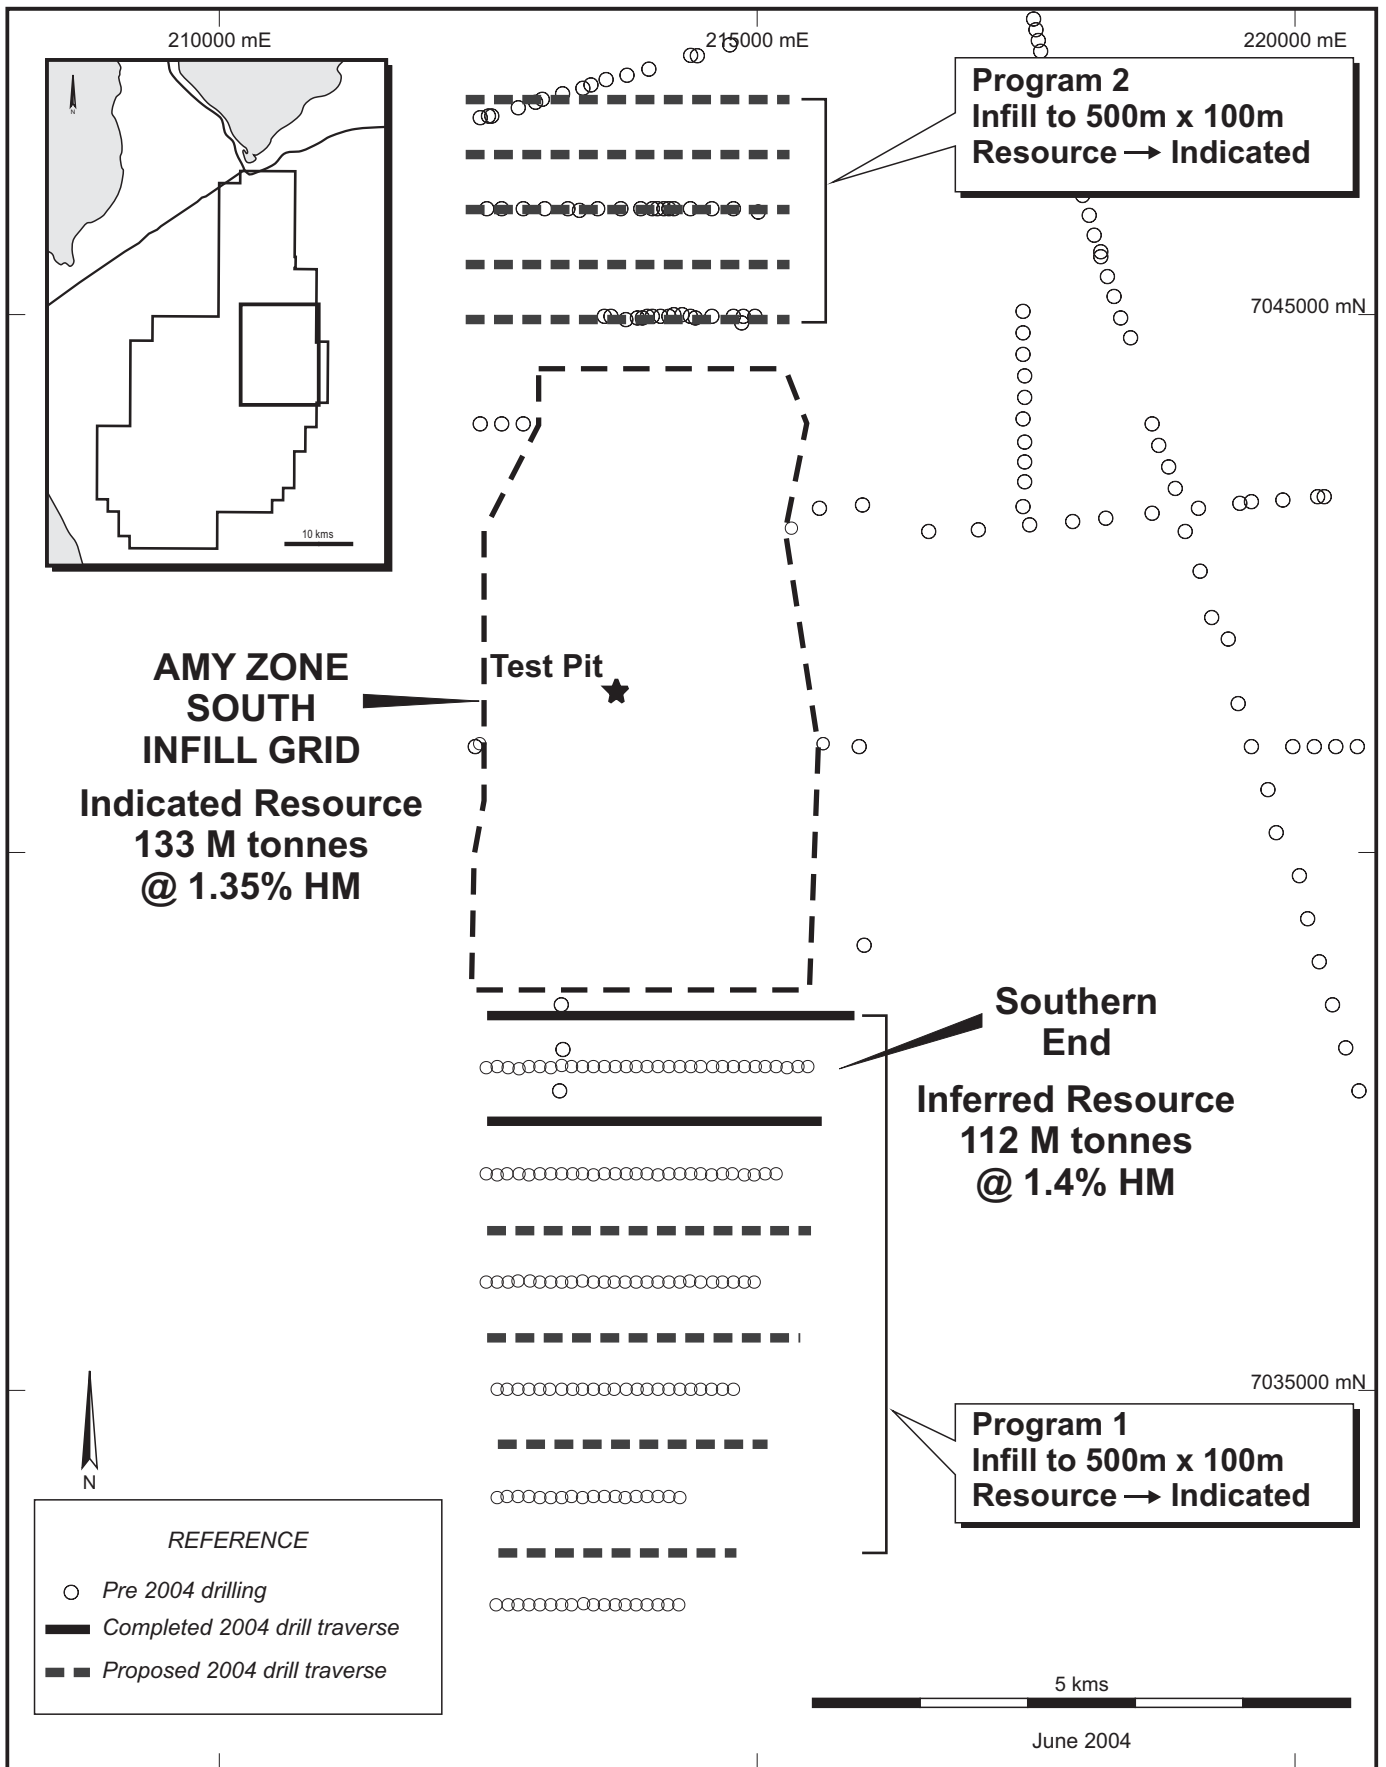 210000 mE
215000 mE
220000 mE
N
10 kms
Program 2
Infill to 500m x 100m
Resource → Indicated
7045000 mN
Test Pit
AMY ZONE
SOUTH
INFILL GRID
Indicated Resource
133 M tonnes
@ 1.35% HM
Southern
End
Inferred Resource
112 M tonnes
@ 1.4% HM
7035000 mN
Program 1
Infill to 500m x 100m
Resource → Indicated
N
REFERENCE
Pre 2004 drilling
Completed 2004 drill traverse
Proposed 2004 drill traverse
5 kms
June 2004